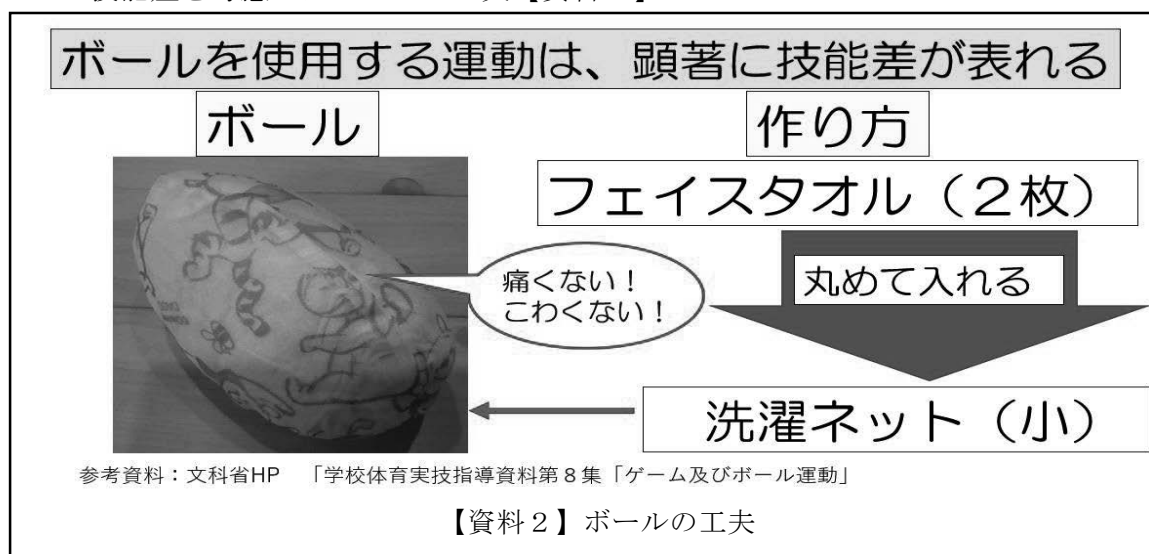 ボールを使用する運動は、顕著に技能差が表れる
ボール
作り方
フェイスタオル（２枚）
痛くない！
こわくない！
丸めて入れる
洗濯ネット（小）
参考資料：文科省HP　「学校体育実技指導資料第８集「ゲーム及びボール運動」
【資料２】ボールの工夫